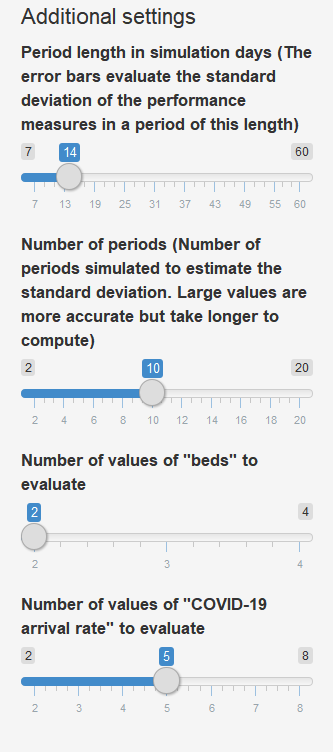 Additional settings
Period length in simulation days (The
error bars evaluate the standard
deviation of the performance
measures in a period of this length)
7 14 60
7 13 19 25 31 37 43 49 55 60
Number of periods (Number of
periods simulated to estimate the
standard deviation. Large values are
more accurate but take longer to
compute)
2 10 20
2 4 6 8 10 12 14 16 18 20
Number of values of "beds" to
evaluate
2 4
2 3 4
Number of values of "COVID-19
arrival rate" to evaluate
2 5 8
2 3 4 5 6 7 8